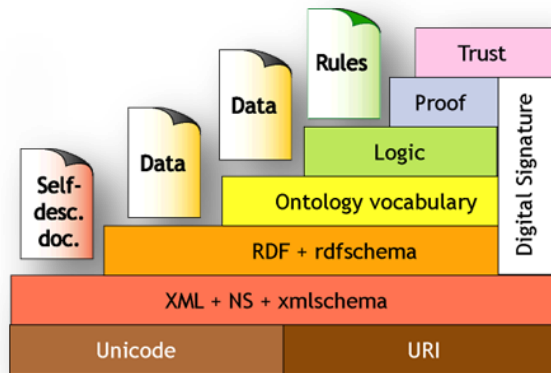 Trust
Rules
Proof
Data
Logic
Data
Digital Signature
Self-
desc.
doc.
Ontology vocabulary
RDF + rdfschema
XML + NS + xmlschema
Unicode
URI